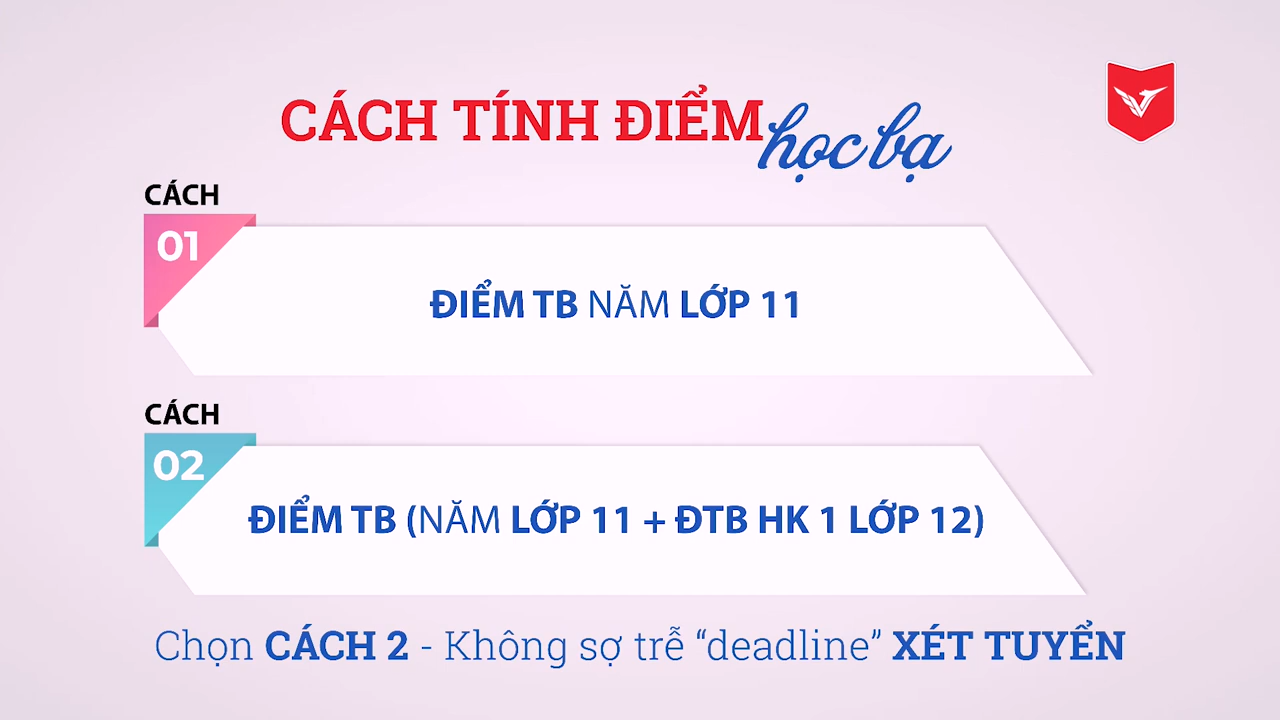 CÁCH TÍNH ĐIỂM học bạ
CÁCH
01
ĐIỂM TB NĂM LỚP 11
CÁCH
02
ĐIỂM TB (NĂM LỚP 11 + ĐTB HK 1 LỚP 12)
Chọn CÁCH 2 - Không sợ trễ “deadline” XÉT TUYỂN